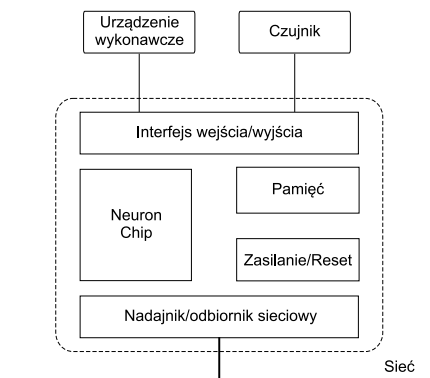 Urządzenie
wykonawcze
Czujnik
Interfejs wejścia/wyjścia
Neuron
Chip
Pamięć
Zasilanie/Reset
Nadajnik/odbiornik sieciowy
Sieć